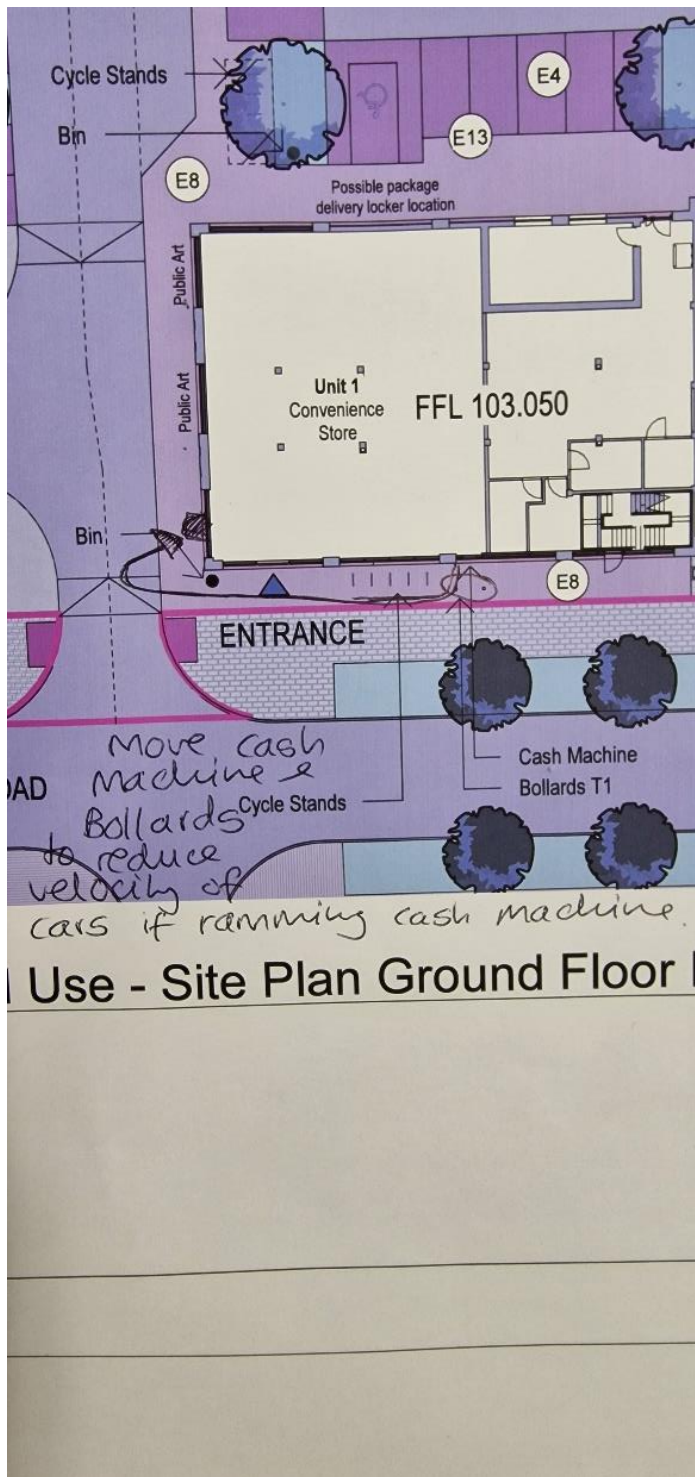 Cycle Stands
E4
Bin
E13
E8
Possible package
delivery locker location
Public Art
Public Art
Unit 1
Convenience
Store
FFL 103.050
Bin
E8
ENTRANCE
Move cash
Machine &
Bollards
to reduce
velocity of
cars if ramming cash machine.
OAD
Cash Machine
Bollards T1
Cycle Stands
Use - Site Plan Ground Floor